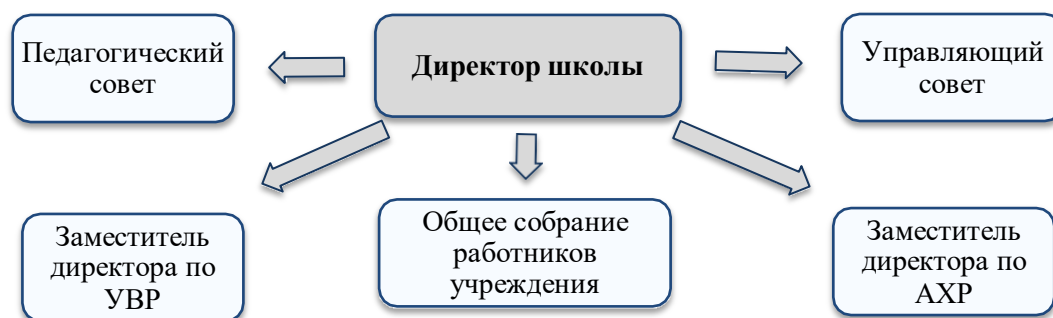 Педагогический
совет
Директор школы
Управляющий
совет
Заместитель
директора по
УВР
Общее собрание
работников
учреждения
Заместитель
директора по
АХР